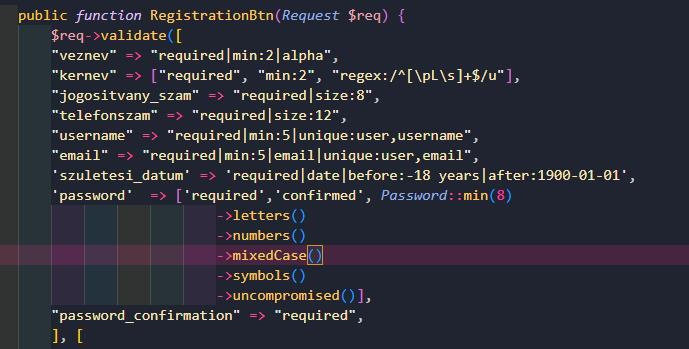 public function RegistrationBtn(Request $req) {
$req->validate([
"veznev" => "required|min:2|alpha",
"kernev" => ["required", "min:2", "regex:/^[\pL\s]+$/u"],
"jogositvany_szam" => "required|size:8",
"telefonszam" => "required|size:12",
"username" => "required|min:5|unique:user,username",
"email" => "required|min:5|email|unique:user,email",
'szuletesi_datum' => 'required|date|before:-18 years|after:1900-01-01',
'password'  => ['required','confirmed', Password::min(8)
->letters()
->numbers()
->mixedCase()
->symbols()
->uncompromised()],
"password_confirmation" => "required",
], [